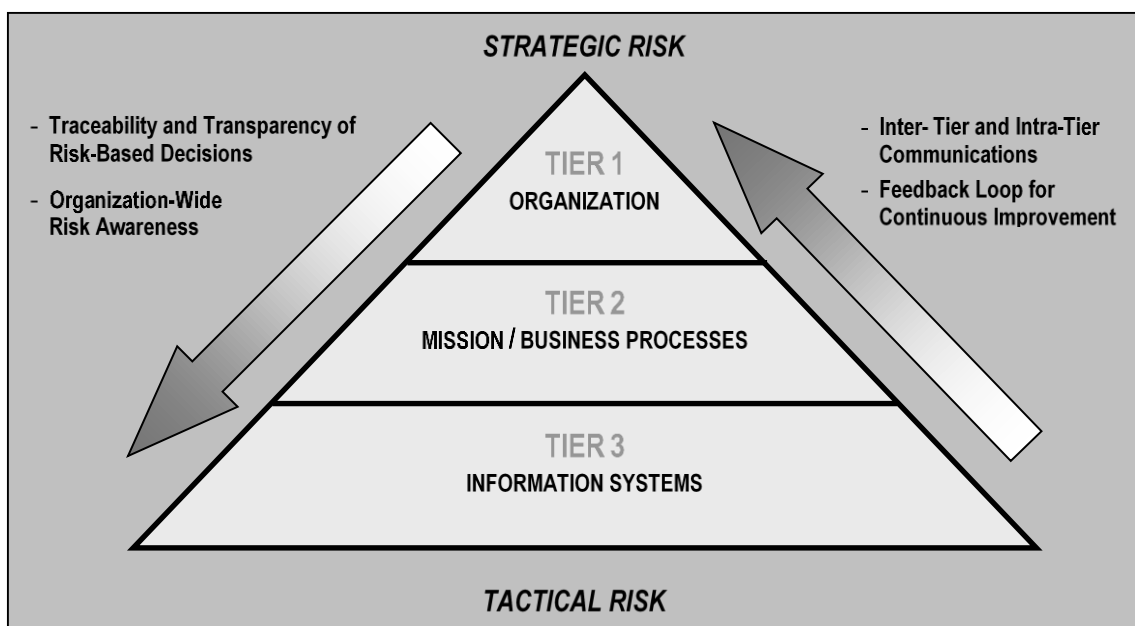 STRATEGIC RISK
- Traceability and Transparency of
Risk-Based Decisions
- Organization-Wide
Risk Awareness
- Inter- Tier and Intra-Tier
Communications
- Feedback Loop for
Continuous Improvement
TIER 1
ORGANIZATION
TIER 2
MISSION / BUSINESS PROCESSES
TIER 3
INFORMATION SYSTEMS
TACTICAL RISK